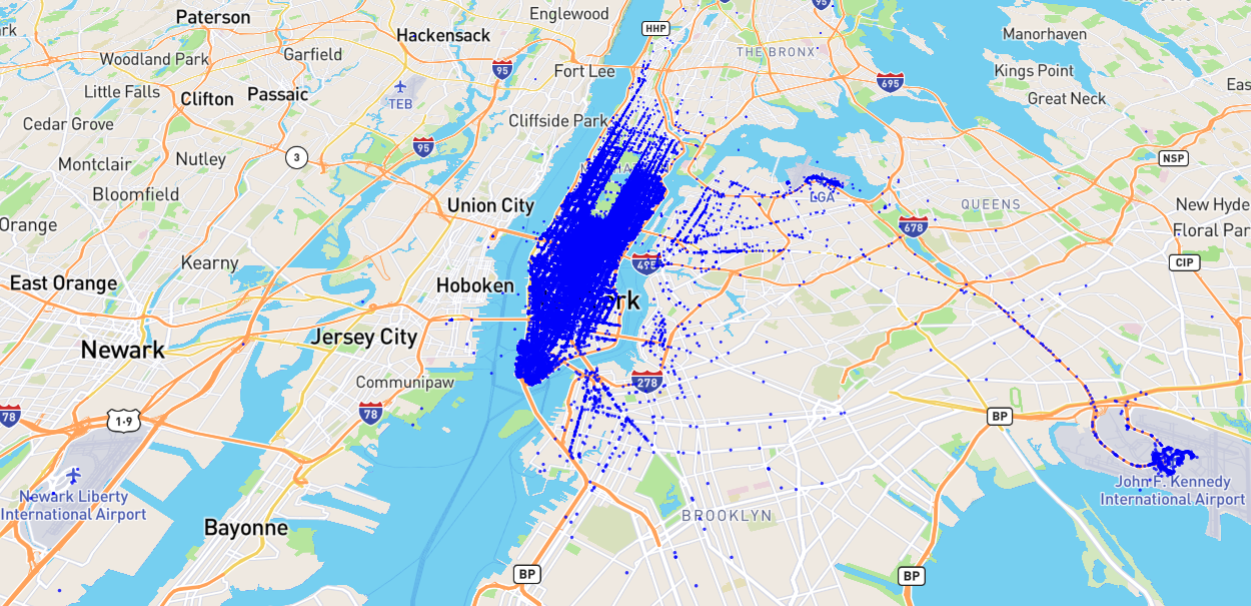 Paterson
Englewood
HHP
95
Hackensack
THE BRONX
Manorhaven
Woodland Park
Garfield
95
Fort Lee
Kings Point
695
Little Falls
Clifton
Passaic
TEB
Great Neck
Cedar Grove
Cliffside Park
Montclair
Nutley
3
95
NSP
Bloomfield
LGA
Union City
QUEENS
New Hyde
Orange
678
Floral Par
Kearny
495
CIP
East Orange
Hoboken
rk
Newark
Jersey City
Communipaw
278
78
1-9
78
BP
Newark Liberty
International Airport
John F. Kennedy
International Airport
Bayonne
BROOKLYN
BP
BP